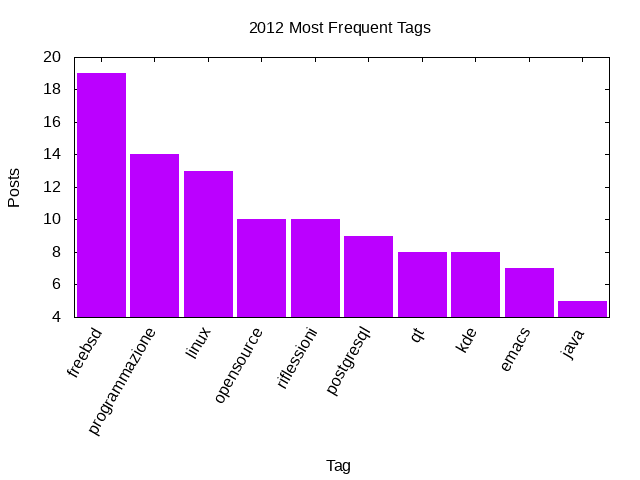 2012 Most Frequent Tags
20
18
16
14
12
10
8
6
4
Posts
freebsd
programmazione
linux
opensource
riflessioni
postgresql
qt
kde
emacs
java
Tag